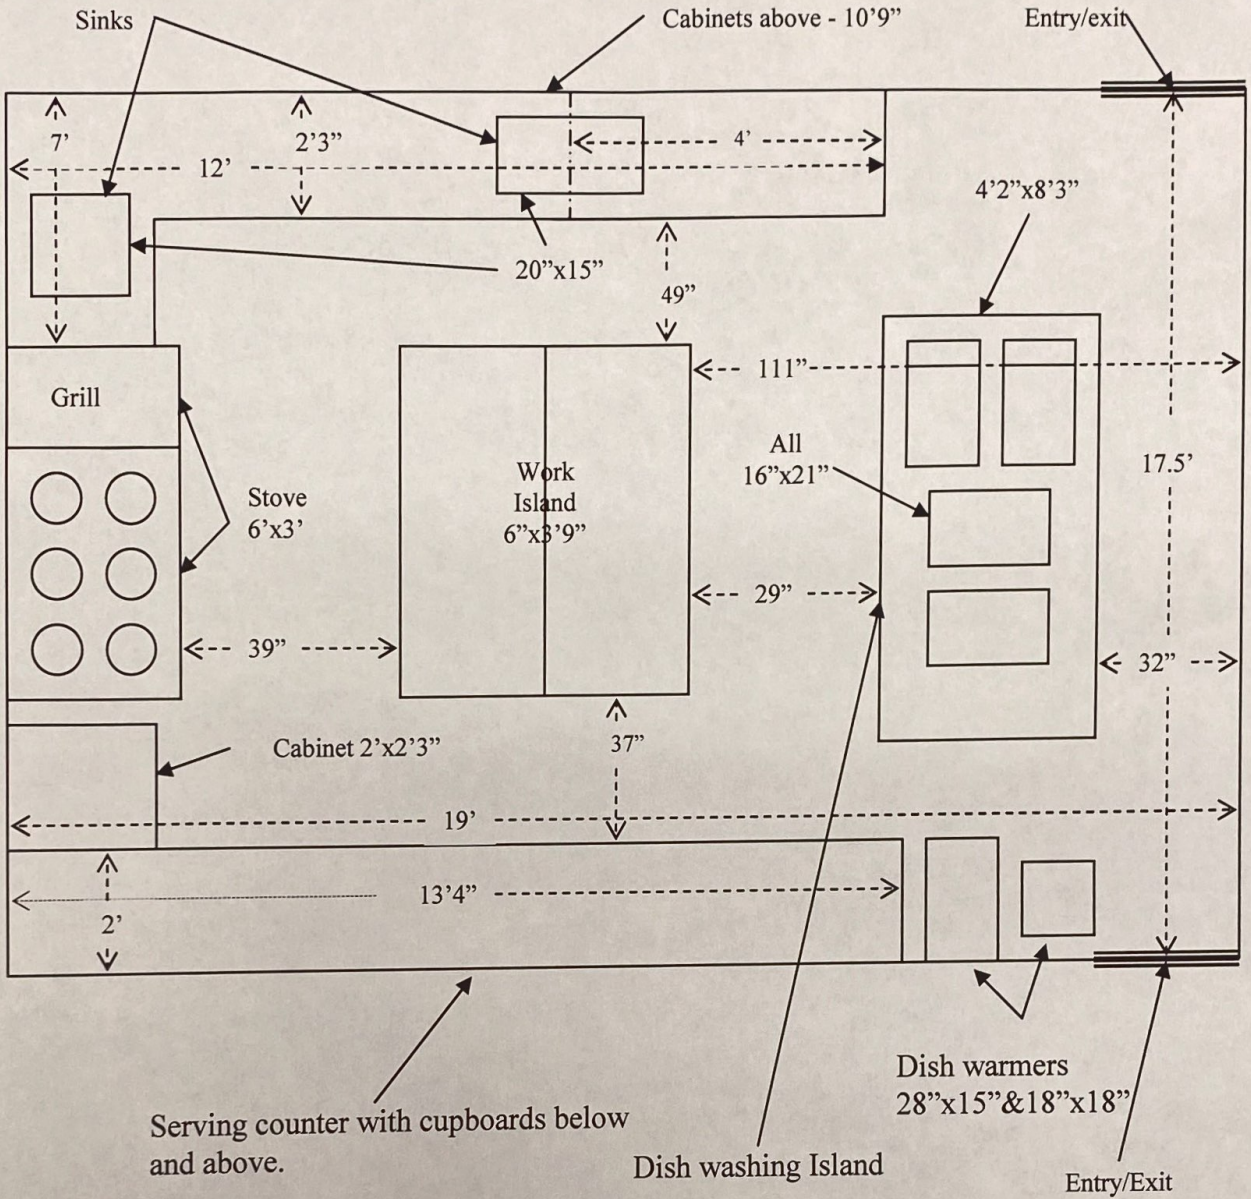 Sinks
Cabinets above - 10’9”
Entry/exit
7’
2’3”
4’
12’
4’2”x8’3”
20”x15”
49”
111”
Grill
All
16”x21”
17.5’
Work
Island
6”x3’9”
Stove
6’x3’
29”
39”
32”
Cabinet 2’x2’3”
37”
19’
13’4”
2’
Dish warmers
28”x15”&18”x18”
Serving counter with cupboards below
and above.
Dish washing Island
Entry/Exit